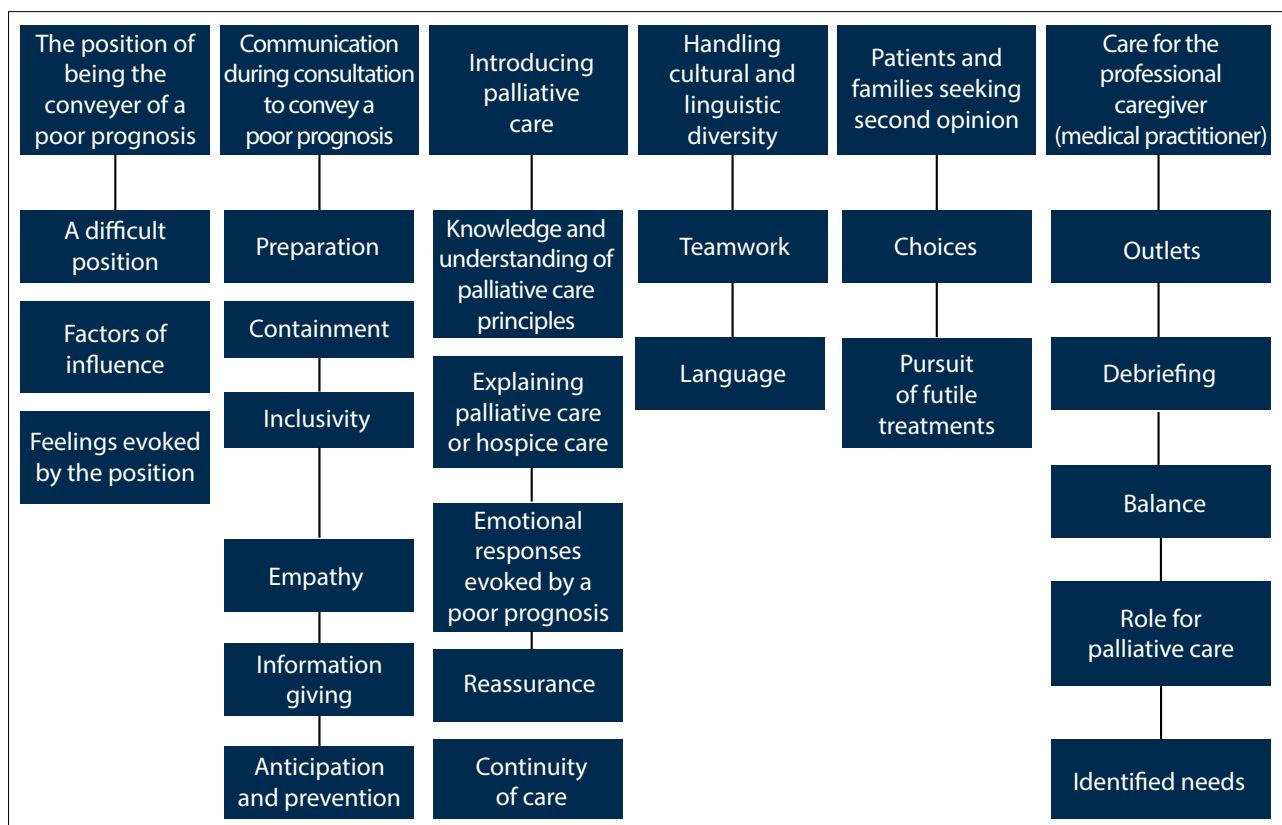 The position of
being the
conveyer of a
poor prognosis
A difficult
position
Factors of
influence
Feelings evoked
by the position
Communication
during consultation
to convey a
poor prognosis
Preparation
Containment
Inclusivity
Empathy
Information
giving
Anticipation
and prevention
Introducing
palliative
care
Knowledge and
understanding of
palliative care
principles
Explaining
palliative care
or hospice care
Emotional
responses
evoked by a
poor prognosis
Reassurance
Continuity
of care
Handling
cultural and
linguistic
diversity
Teamwork
Language
Patients and
families seeking
second opinion
Choices
Pursuit
of futile
treatments
Care for the
professional
caregiver
(medical practitioner)
Outlets
Debriefing
Balance
Role for
palliative care
Identified needs